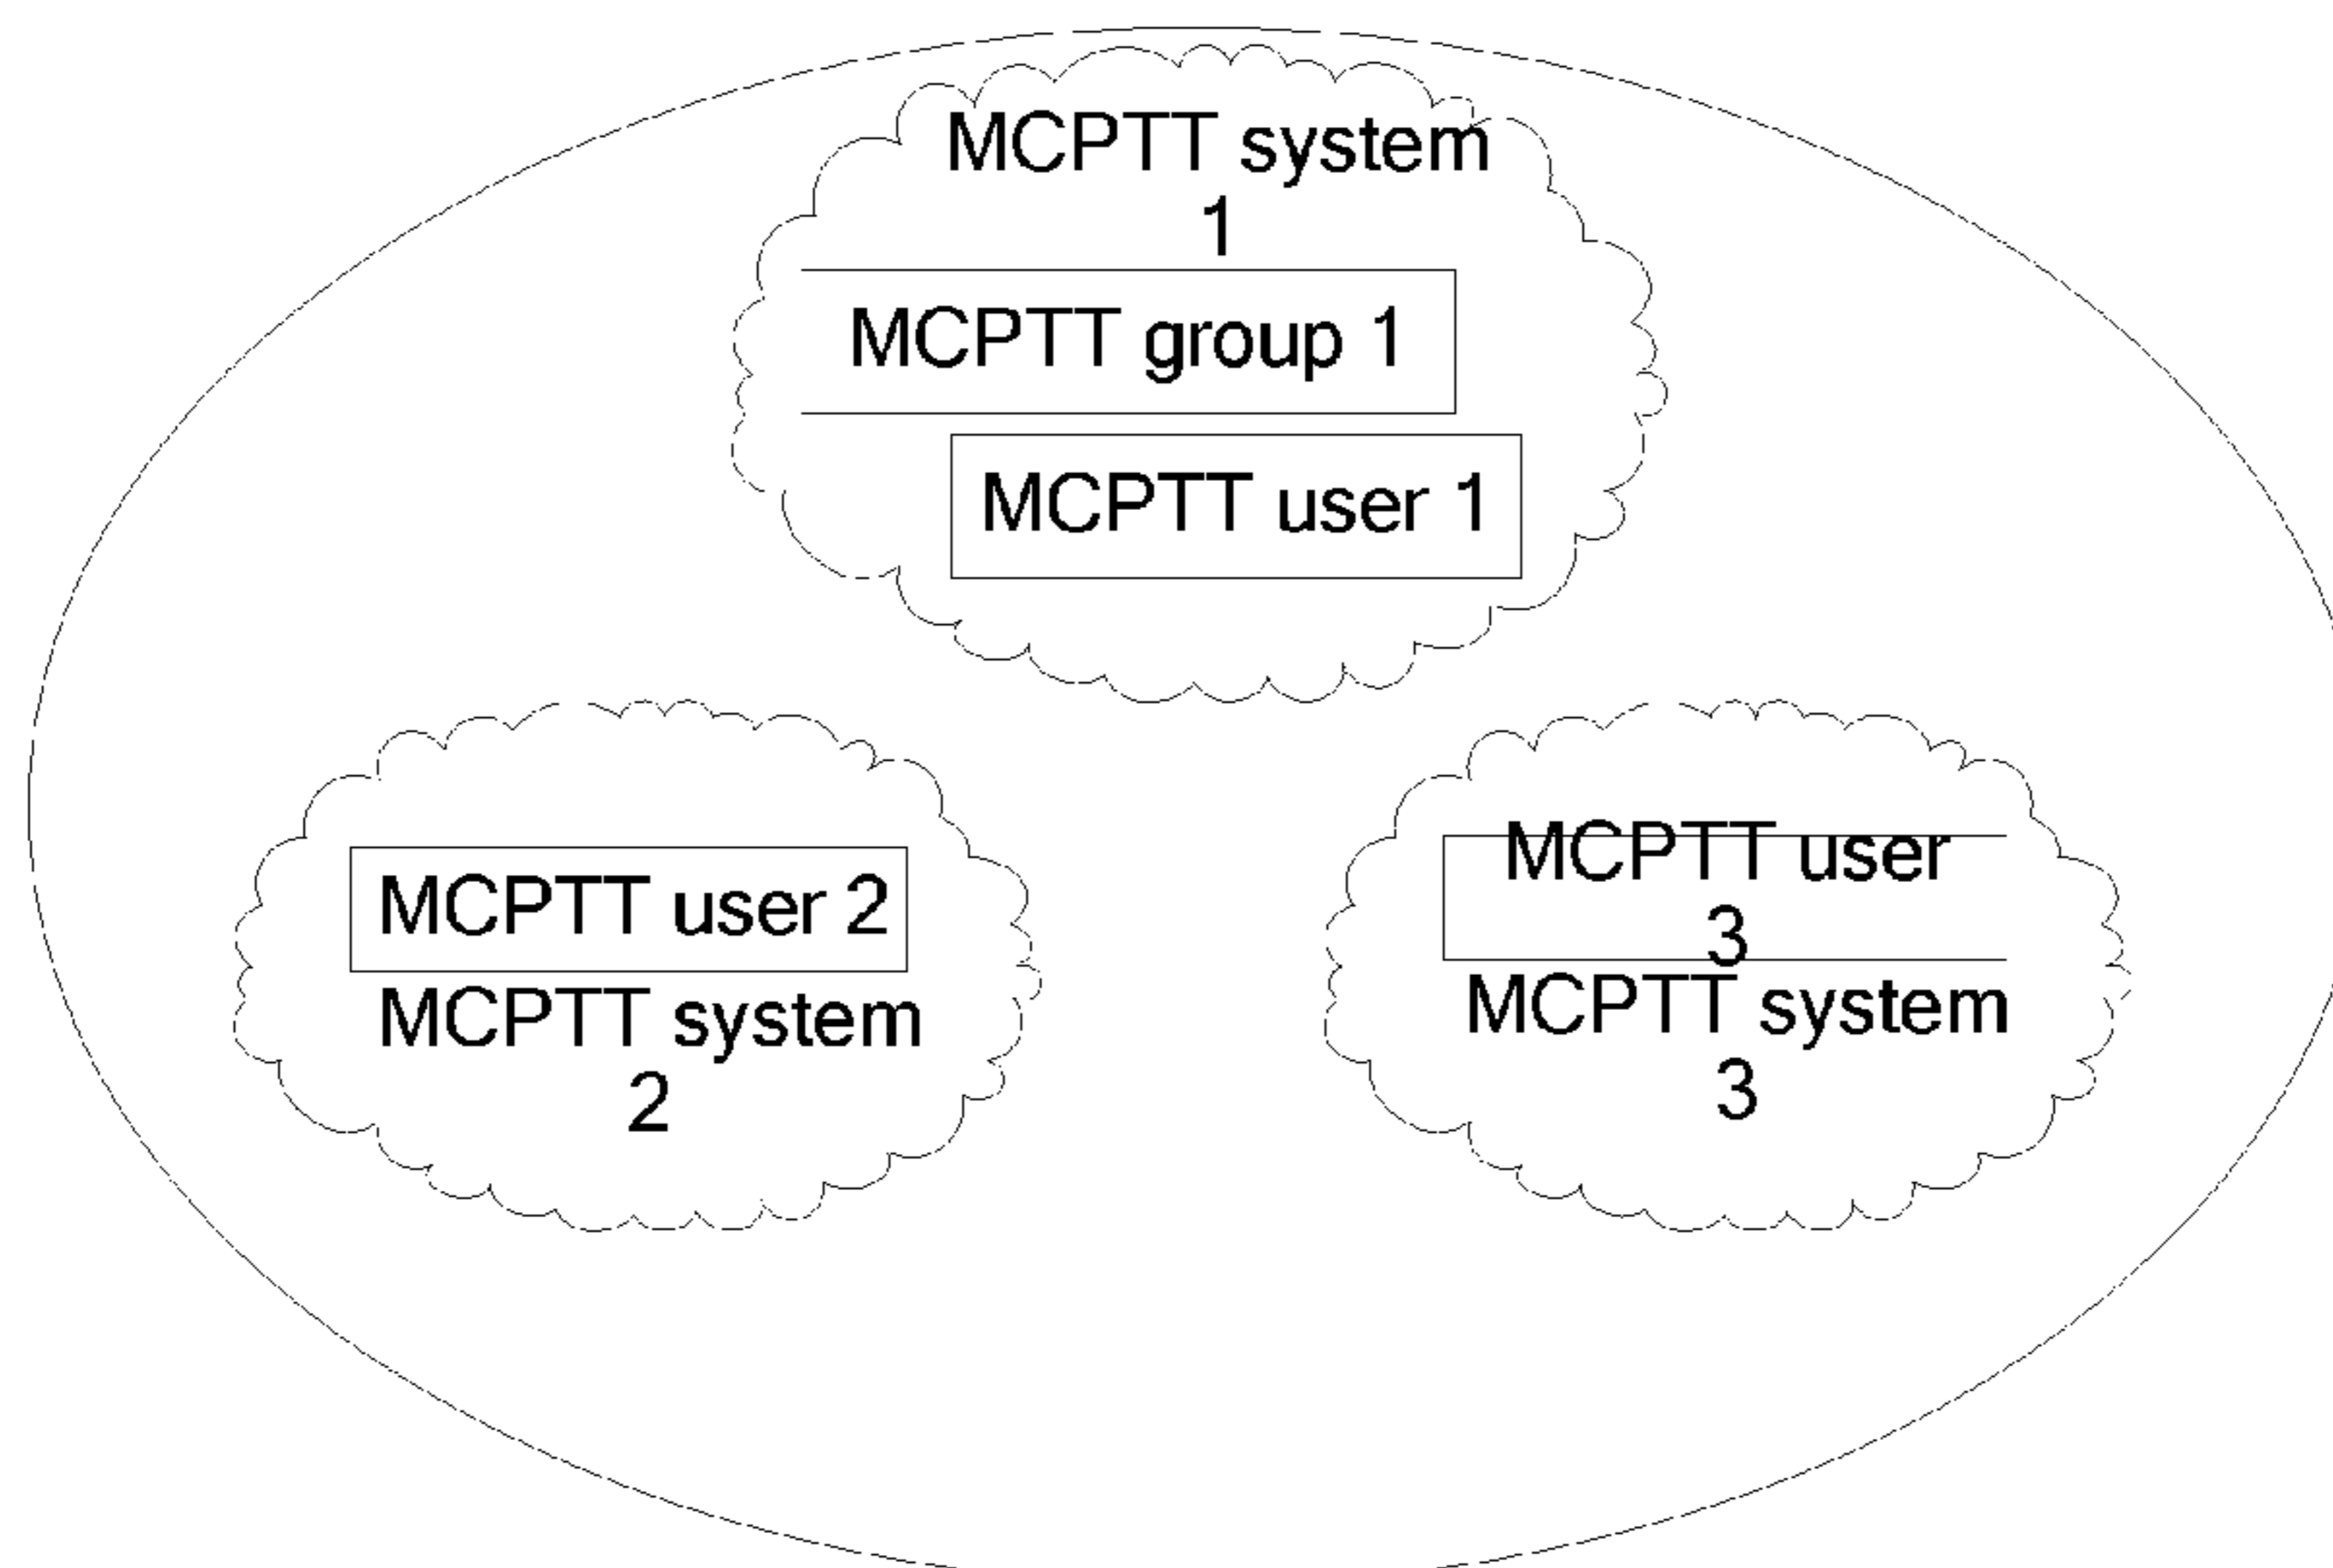 MCPTT system
1
MCPTT group 1
MCPTT user 1
MCPTT user 2
MCPTT system
2
MCPTT user
3
MCPTT system
3